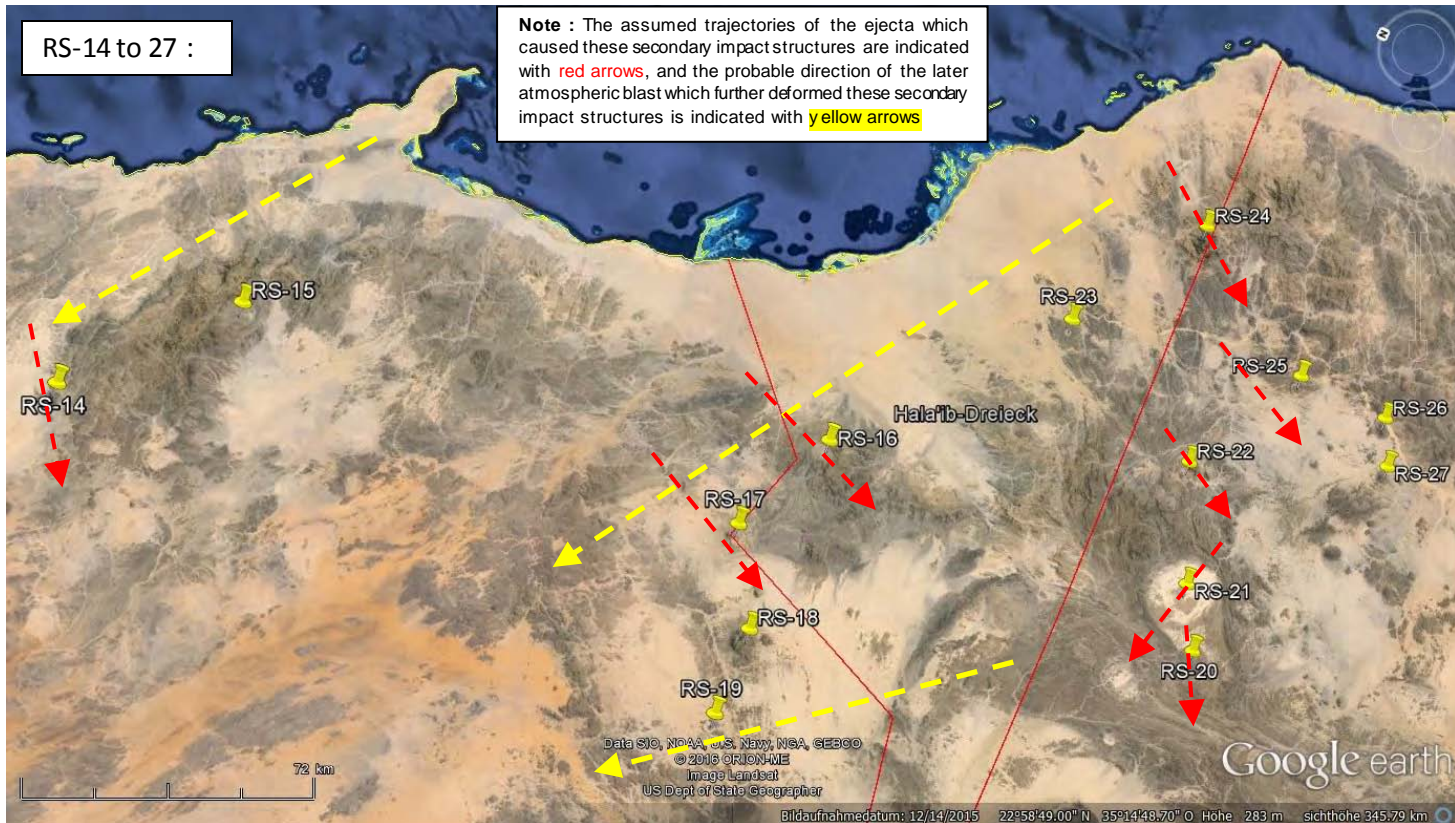 RS-14 to 27 :
Note : The assumed trajectories of the ejecta which
caused these secondary impact structures are indicated
with red arrows, and the probable direction of the later
atmospheric blast which further deformed these secondary
impact structures is indicated with yellow arrows
N
RS-24
RS-15
RS-23
RS-25
RS-14
RS-26
Hala'ib-Dreieck
RS-16
RS-22
RS-27
RS-17
RS-21
RS-18
RS-20
RS-19
Data SIO, NOAA, U.S. Navy, NGA, GEBCO
© 2016 ORION-ME
Image Landsat
US Dept of State Geographer
72 km
Google earth
Bildaufnahmedatum: 12/14/2015 22°58'49.00" N 35°14'48.70" O Höhe 283 m sichthöhe 345.79 km